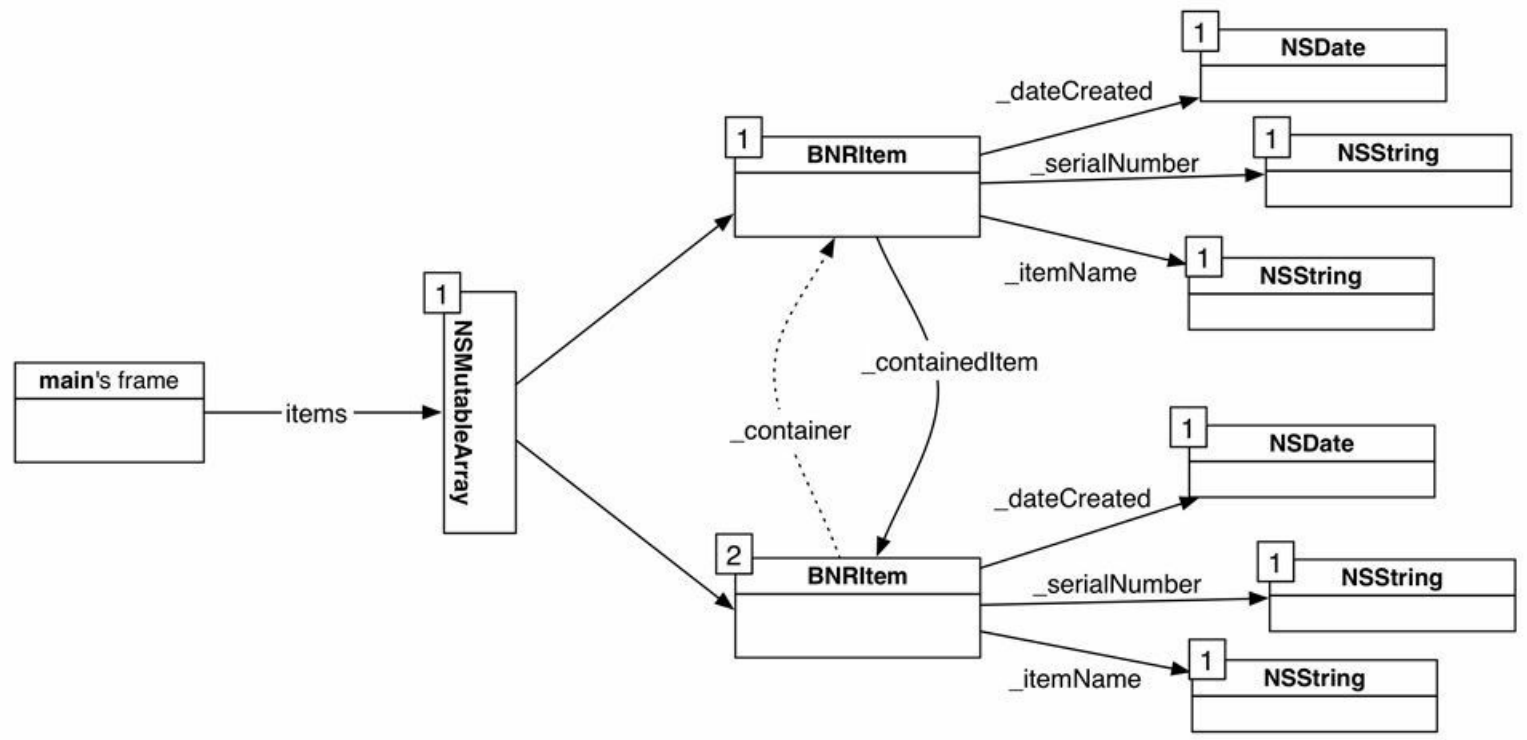 1
NSDate
_dateCreated
1
BNRItem
1
NSString
_serialNumber
1
NSString
_itemName
1
NSMutableArray
main's frame
items
_containedItem
_container
1
NSDate
_dateCreated
2
BNRItem
1
NSString
_serialNumber
1
NSString
_itemName